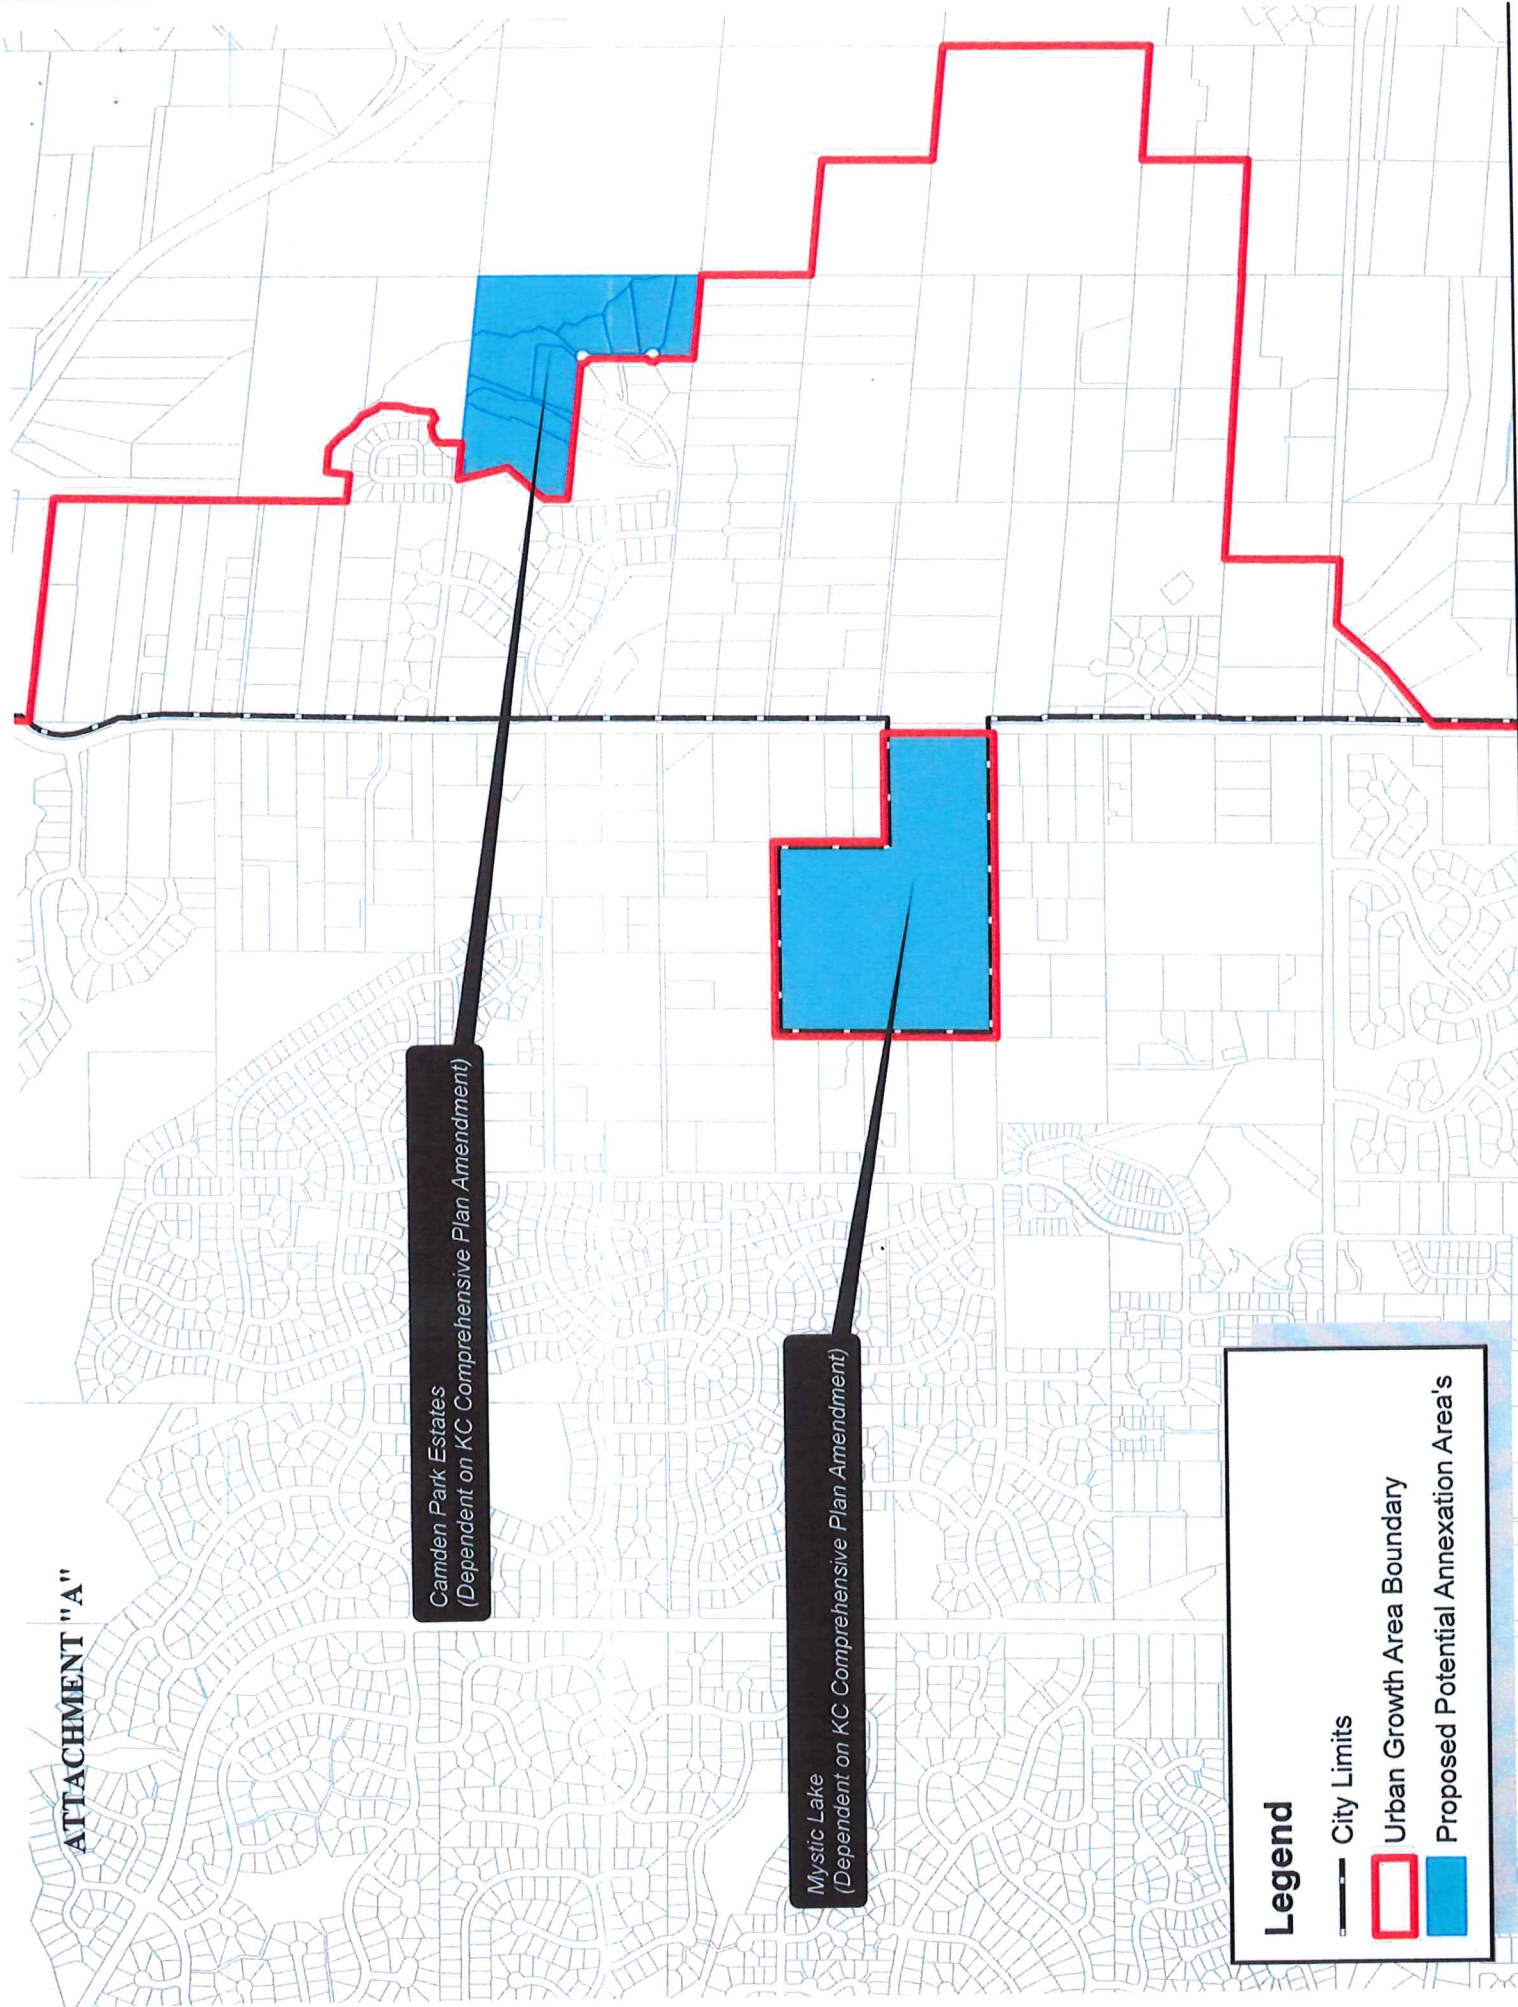 ATTACHMENT "A"
Camden Park Estates
(Dependent on KC Comprehensive Plan Amendment)
Mystic Lake
(Dependent on KC Comprehensive Plan Amendment)
Legend
City Limits
Urban Growth Area Boundary
Proposed Potential Annexation Area's